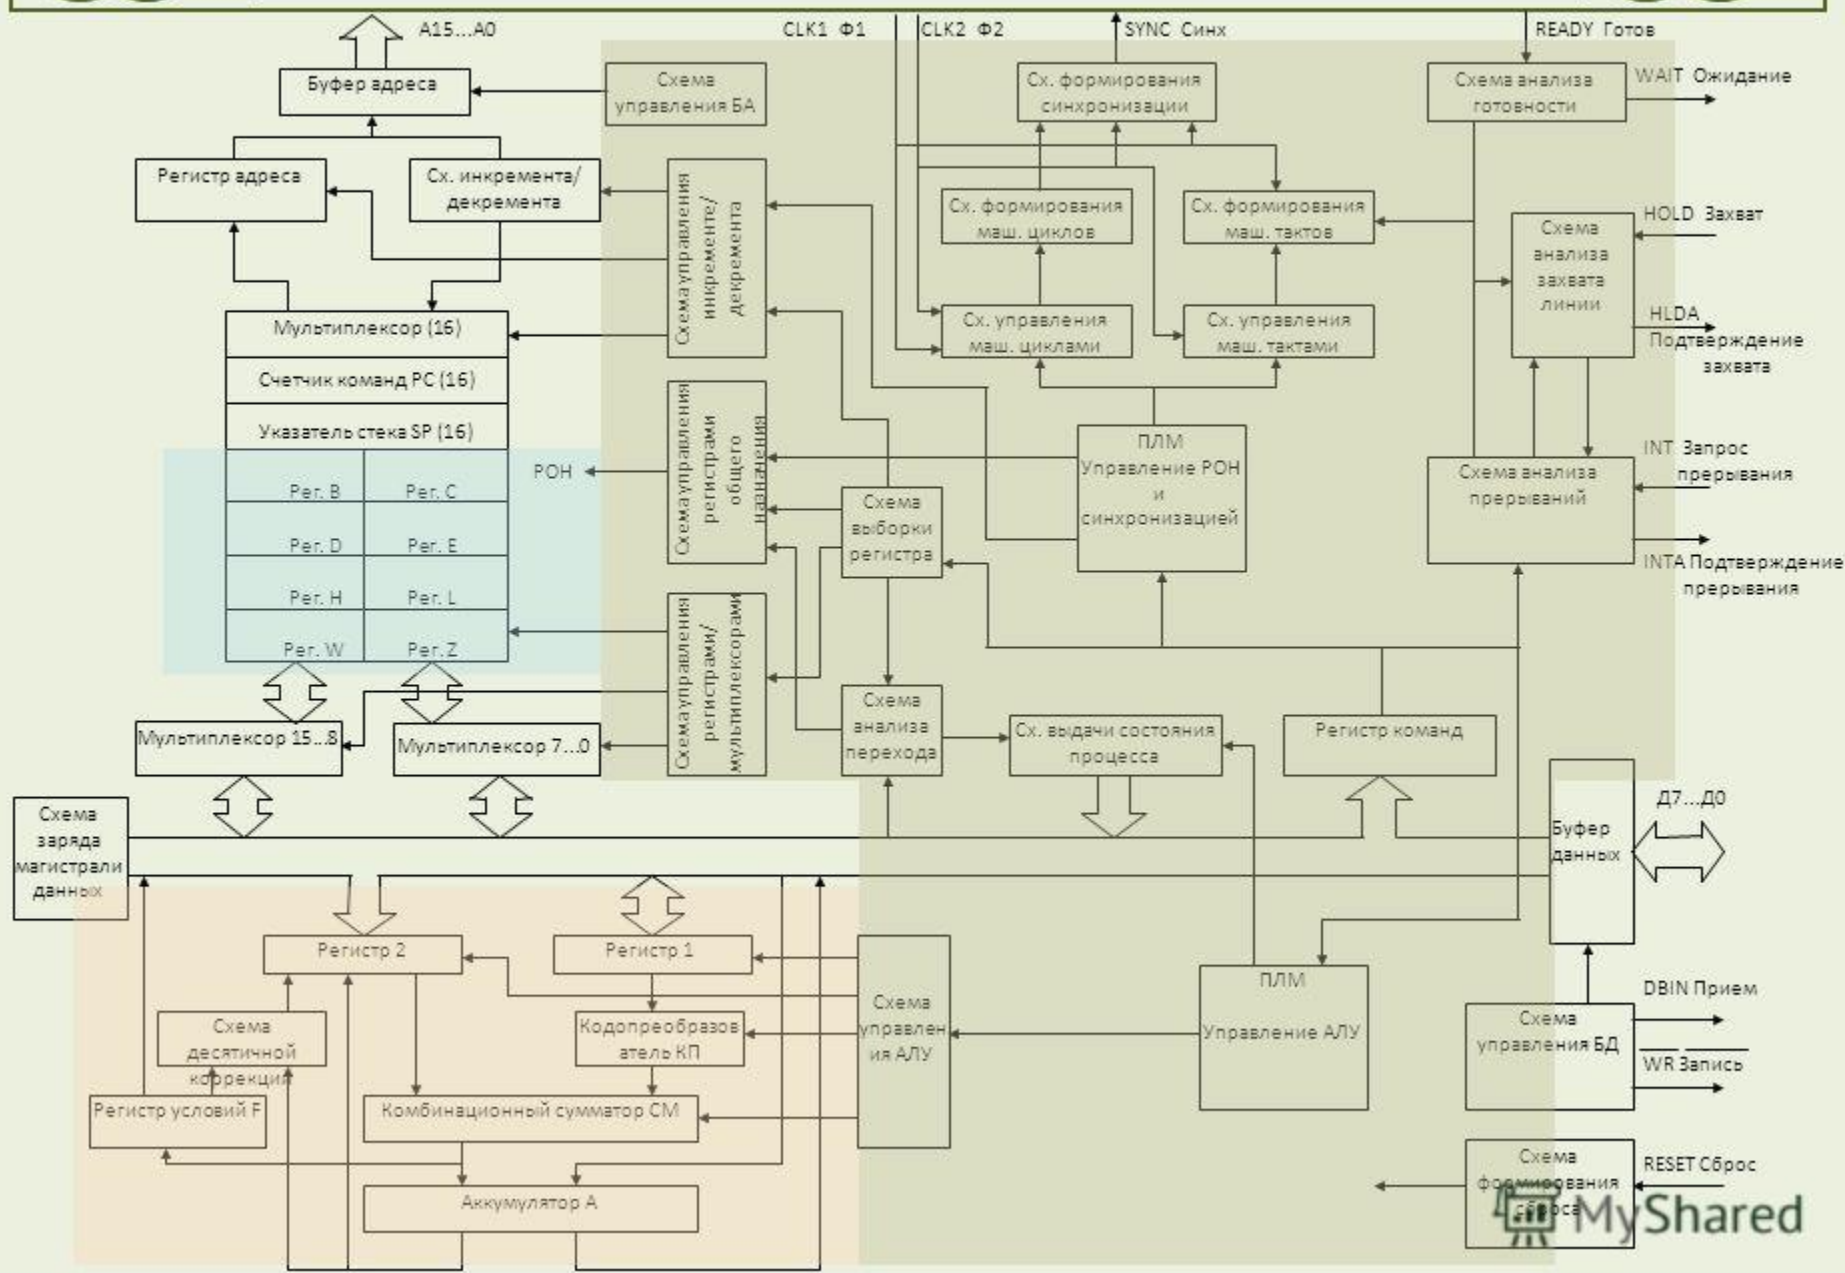 А15...А0
CLK1 Ф1
CLK2 Ф2
SYNC Синх
READY Готов
Буфер адреса
Схема
управления БА
Сх. формирования
синхронизации
Схема анализа
готовности
WAIT Ожидание
Регистр адреса
Сх. инкремента/
декремента
Схема управления
инкременте/
декремента
Сх. формирования
маш. циклов
Сх. формирования
маш. тактов
Схема
анализа
захвата
линии
HOLD Захват
HLDA
Подтверждение
захвата
Мультиплексор (16)
Счетчик команд PC (16)
Указатель стека SP (16)
Сх. управления
маш. циклами
Сх. управления
маш. тактами
Рег. B
Рег. C
Рег. D
Рег. E
Рег. H
Рег. L
Рег. W
Рег. Z
РОН
Схема управления
регистрами
общего
назначения
Схема
выборки
регистра
ПЛМ
Управление РОН
и
синхронизацией
Схема анализа
прерываний
INT Запрос
прерывания
INTA Подтверждение
прерывания
Схема управления
регистрами/
мультиплексорами
Мультиплексор 15...8
Мультиплексор 7...0
Схема
анализа
перехода
Сх. выдачи состояния
процесса
Регистр команд
Схема
заряда
магистрали
данных
Буфер
данных
Д7...Д0
Регистр 2
Регистр 1
Схема
десятичной
коррекции
Кодопреобразов
атель КП
Схема
управлен
ия АЛУ
ПЛМ
Управление АЛУ
Схема
управления БД
DBIN Прием
WR Запись
Регистр условий F
Комбинационный сумматор СМ
Аккумулятор А
Схема
формирования
сброса
RESET Сброс
MyShared